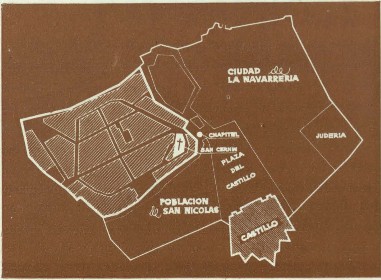 CIUDAD de
LA NAVARRERIA
CHAPITEL
SAN CERNIN
JUDERIA
PLAZA
DEL
CASTILLO
POBLACION
de SAN NICOLAS
CASTILLO